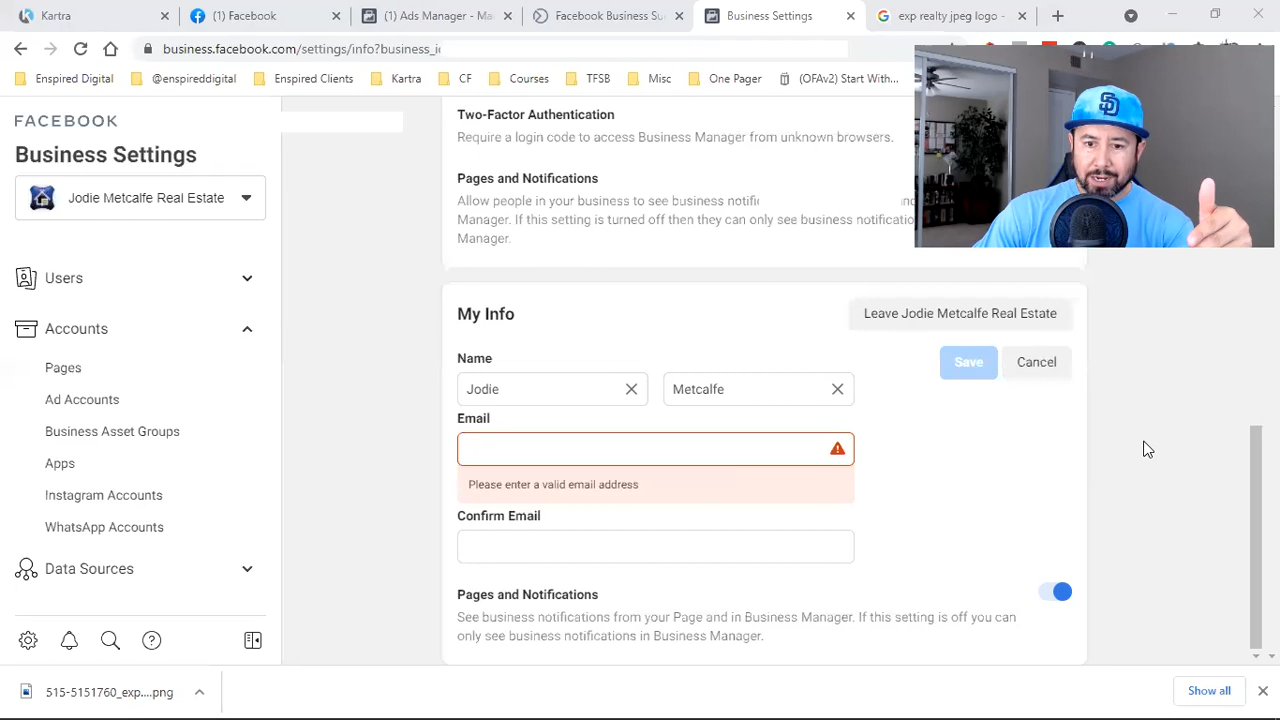 Kartra
(1) Facebook
(1) Ads Manager - Ma
Facebook Business Su
Business Settings
exp realty jpeg logo -
business.facebook.com/settings/info?business_i
Enspired Digital
@enspireddigital
Enspired Clients
Kartra
CF
Courses
TFSB
Misc
One Pager
(OFAv2) Start With...
FACEBOOK
Business Settings
Jodie Metcalfe Real Estate
Users
Accounts
Pages
Ad Accounts
Business Asset Groups
Apps
Instagram Accounts
WhatsApp Accounts
Data Sources
Two-Factor Authentication
Require a login code to access Business Manager from unknown browsers.
Pages and Notifications
Allow people in your business to see business notifi
Manager. If this setting is turned off then they can only see business notificatio
Manager.
My Info
Leave Jodie Metcalfe Real Estate
Name
Save
Cancel
Jodie
Metcalfe
Email
Please enter a valid email address
Confirm Email
Pages and Notifications
See business notifications from your Page and in Business Manager. If this setting is off you can
only see business notifications in Business Manager.
515-5151760_exp....png
Show all
SD